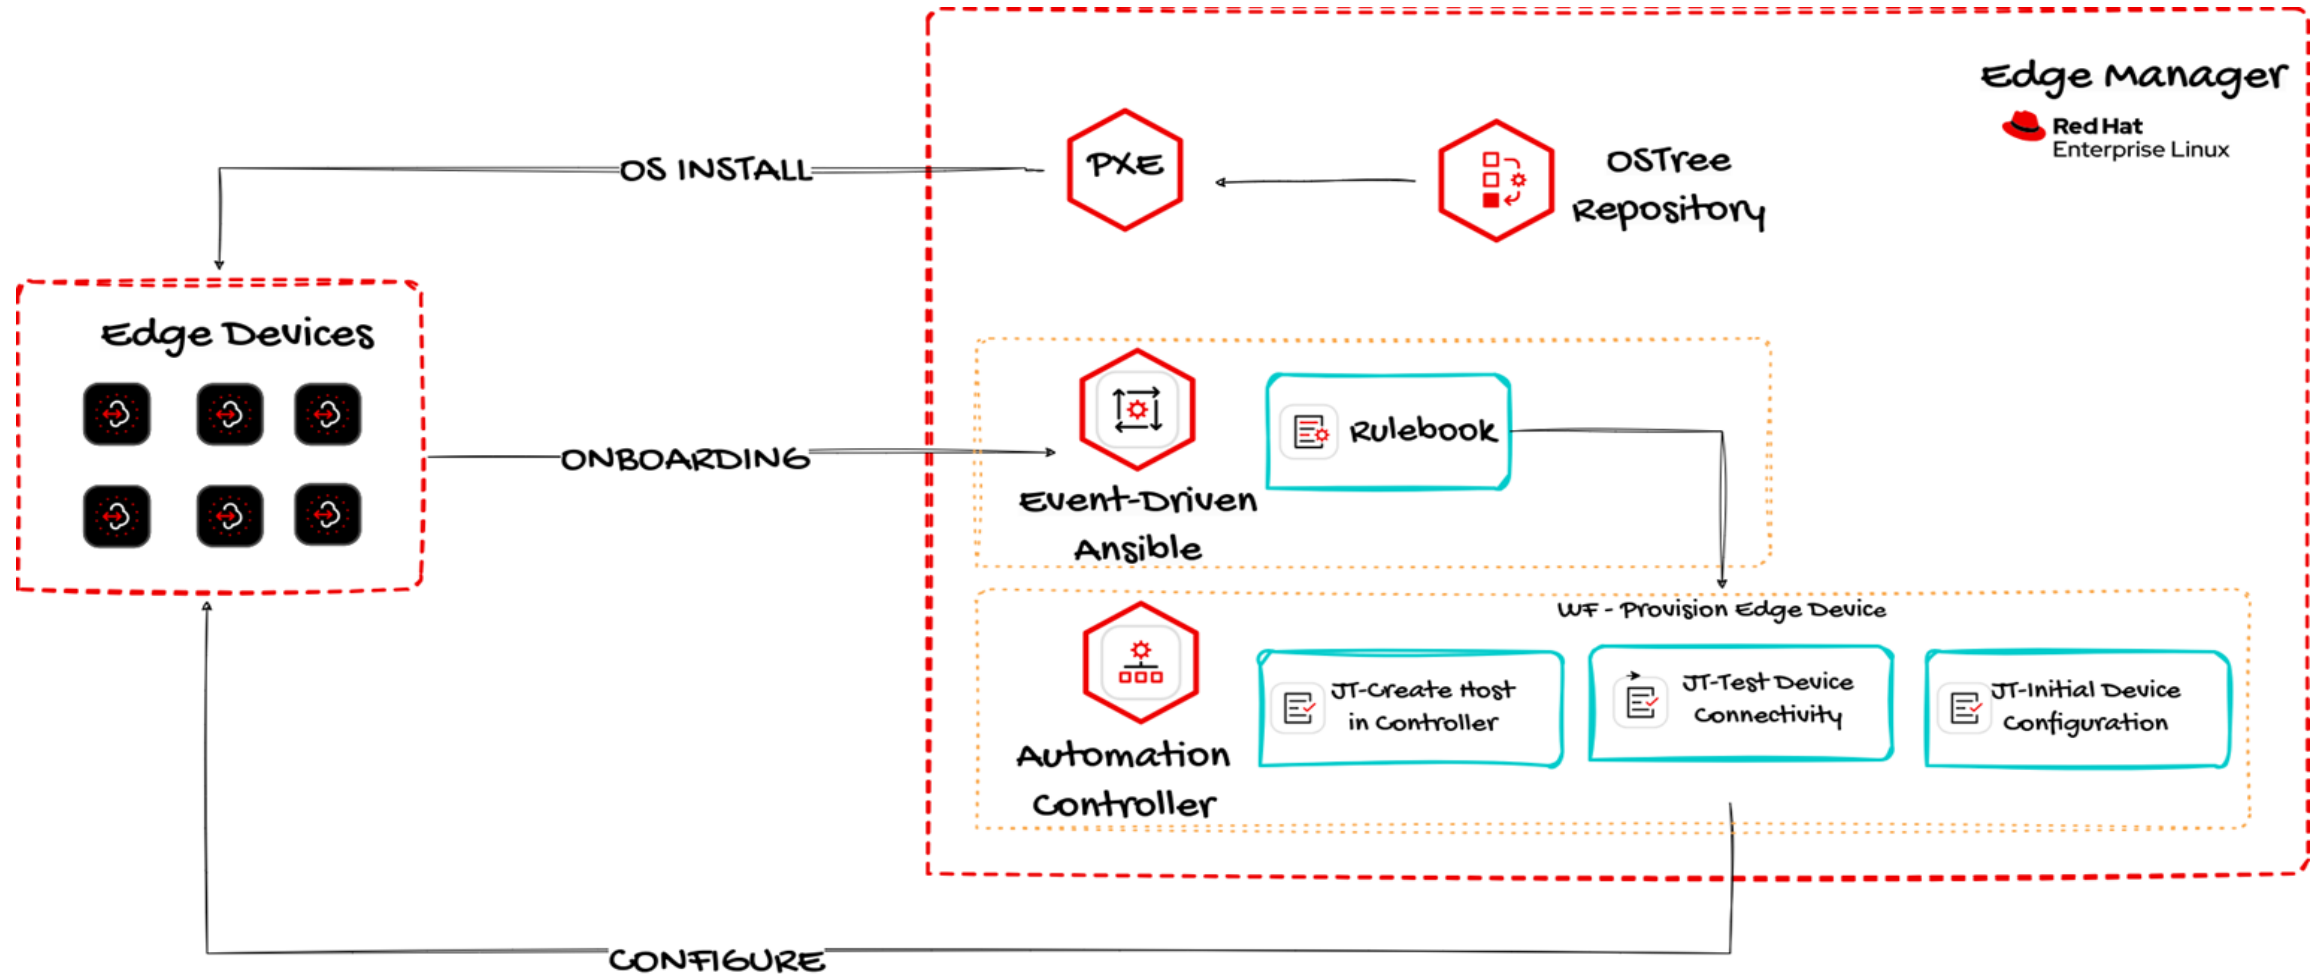 Edge Manager
Red Hat
Enterprise Linux
OS INSTALL
PXE
OSTree
Repository
Edge Devices
ONBOARDING
Event-Driven
Ansible
Rulebook
WF - Provision Edge Device
Automation
Controller
JT-Create Host
in Controller
JT-Test Device
Connectivity
JT-Initial Device
Configuration
CONFIGURE